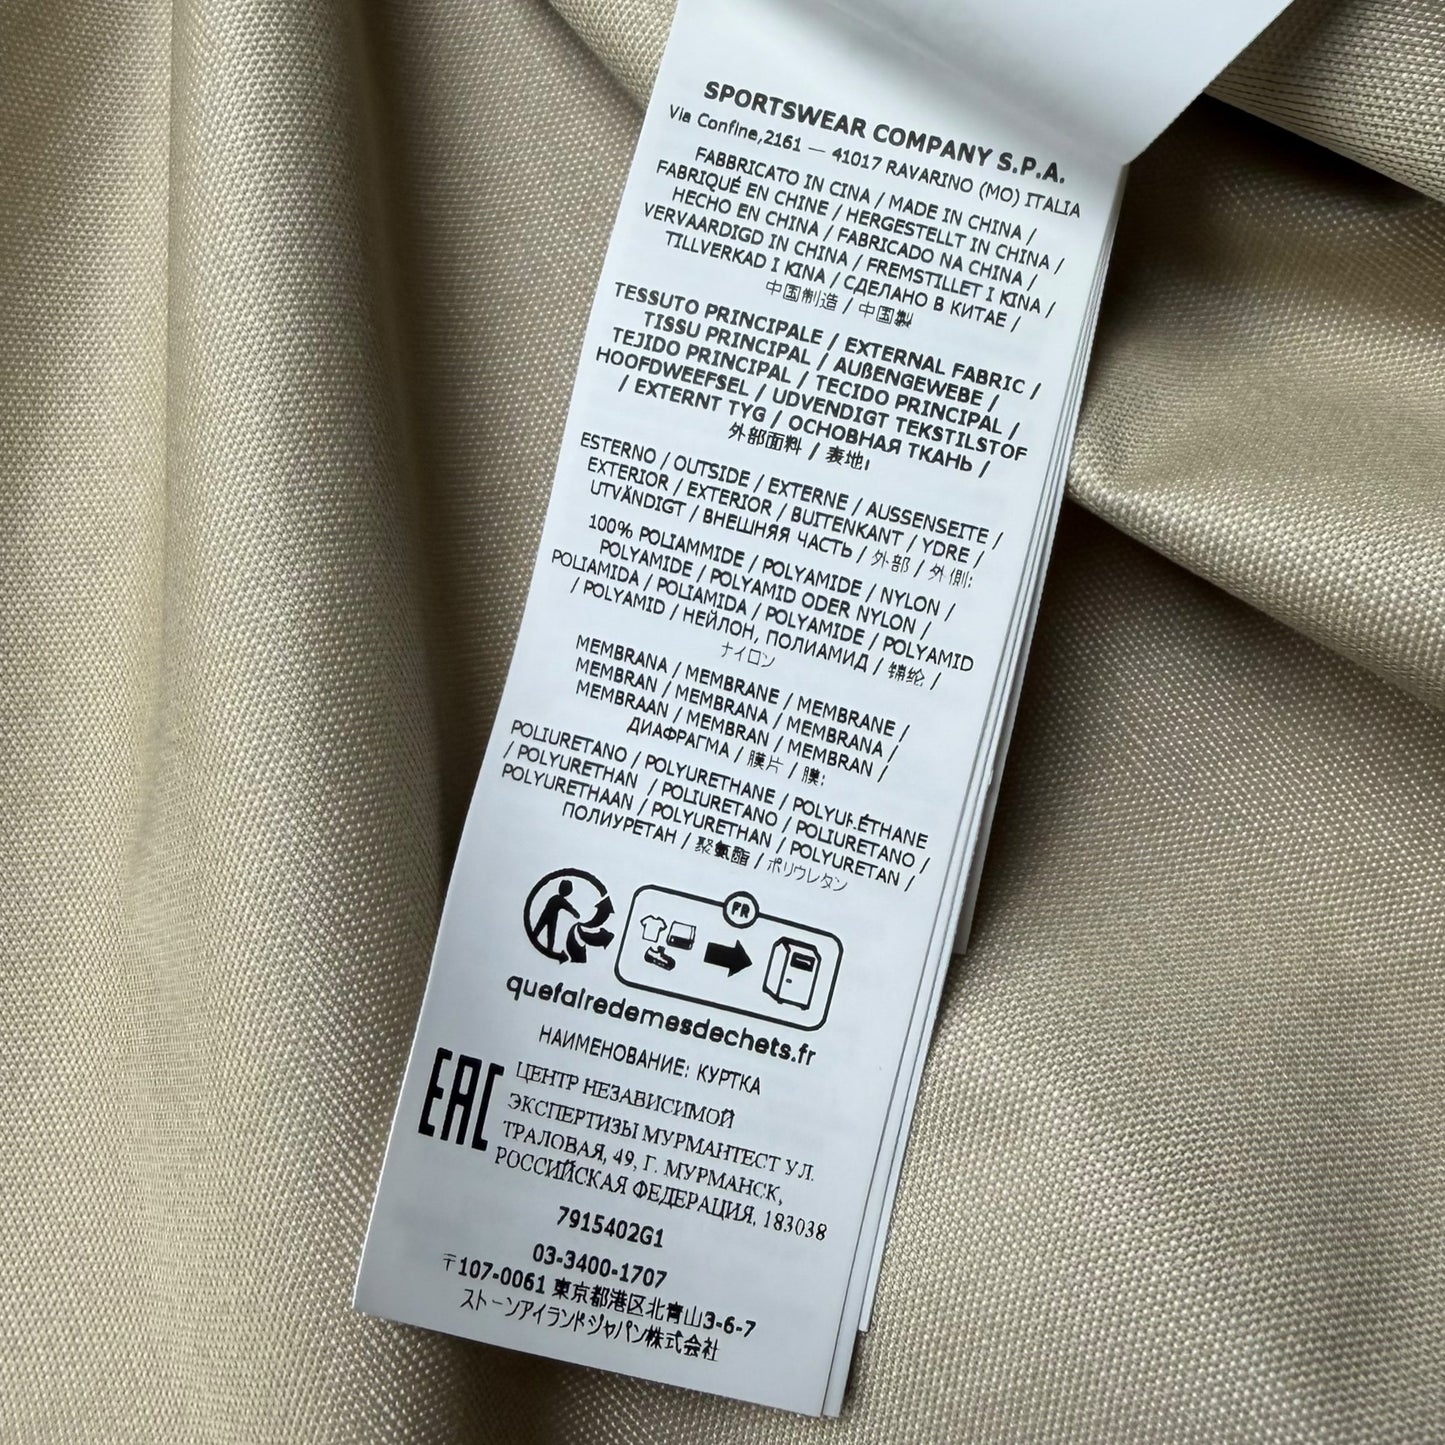 SPORTSWEAR COMPANY S.P.A.
Via Confine,2161 — 41017 RAVARINO (MO) ITALIA
FABBRICATO IN CINA / MADE IN CHINA /
FABRIQUÉ EN CHINE / HERGESTELLT IN CHINA /
HECHO EN CHINA / FABRICADO NA CHINA /
VERVAARDIGD IN CHINA / FREMSTILLET I KINA /
TILLVERKAD I KINA / СДЕЛАНО В КИТАЕ /
中国制造 / 中国製
TESSUTO PRINCIPALE / EXTERNAL FABRIC /
TISSU PRINCIPAL / AUßENGEWEBE /
TEJIDO PRINCIPAL / TECIDO PRINCIPAL /
HOOFDWEEFSEL / UDVENDIGT TEKSTILSTOF
/ EXTERNT TYG / ОСНОВНАЯ ТКАНЬ /
外部面料 / 表地:
ESTERNO / OUTSIDE / EXTERNE / AUSSENSEITE /
EXTERIOR / EXTERIOR / BUITENKANT / YDRE /
UTVÄNDIGT / ВНЕШНЯЯ ЧАСТЬ / 外部 / 外側:
100% POLIAMMIDE / POLYAMIDE / NYLON /
POLYAMIDE / POLYAMID ODER NYLON /
POLIAMIDA / POLIAMIDA / POLYAMIDE / POLYAMID
/ POLYAMID / НЕЙЛОН, ПОЛИАМИД / 锦纶 /
ナイロン
MEMBRANA / MEMBRANE / MEMBRANE /
MEMBRAN / MEMBRANA / MEMBRANA /
MEMBRAAN / MEMBRAN / MEMBRAN /
ДИАФРАГМА / 膜片 / 膜:
POLIURETANO / POLYURETHANE / POLYURÉTHANE
/ POLYURETHAN / POLIURETANO / POLIURETANO /
POLYURETHAAN / POLYURETHAN / POLYURETAN /
ПОЛИУРЕТАН / 聚氨酯 / ポリウレタン
FR
quefairedemesdechets.fr
НАИМЕНОВАНИЕ: КУРТКА
EAC
ЦЕНТР НЕЗАВИСИМОЙ
ЭКСПЕРТИЗЫ МУРМАНТЕСТ УЛ.
ТРАЛОВАЯ, 49, Г. МУРМАНСК,
РОССИЙСКАЯ ФЕДЕРАЦИЯ, 183038
7915402G1
03-3400-1707
〒107-0061 東京都港区北青山3-6-7
ストーンアイランドジャパン株式会社